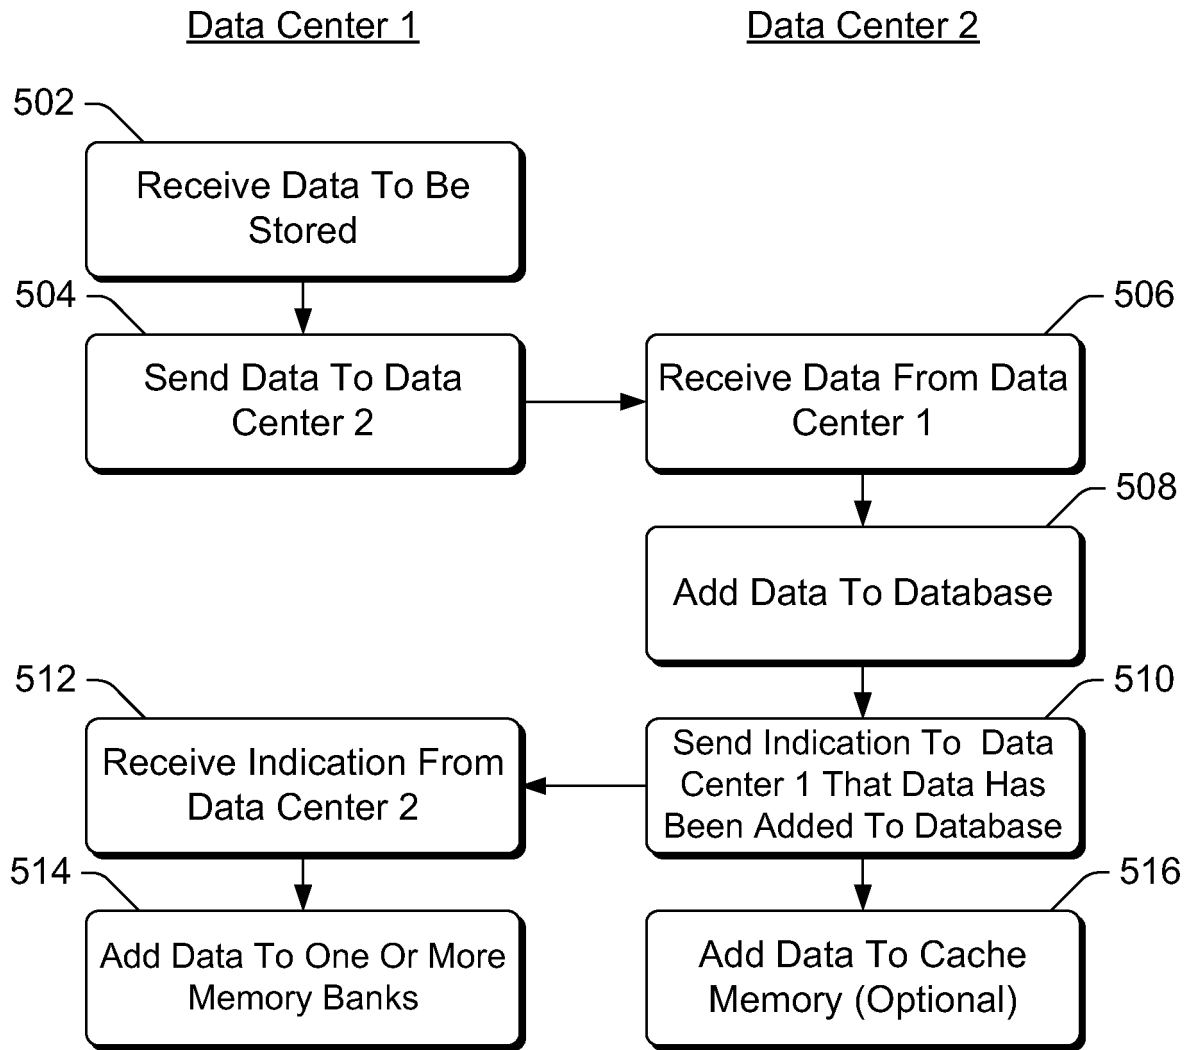 Data Center 1
Data Center 2
502
Receive Data To Be
Stored
504
Send Data To Data
Center 2
506
Receive Data From Data
Center 1
508
Add Data To Database
510
Send Indication To Data
Center 1 That Data Has
Been Added To Database
512
Receive Indication From
Data Center 2
514
Add Data To One Or More
Memory Banks
516
Add Data To Cache
Memory (Optional)